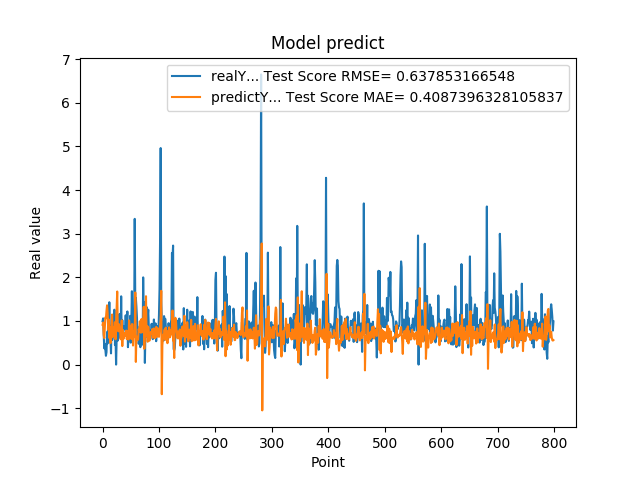 Model predict
realY... Test Score RMSE= 0.637853166548
predictY... Test Score MAE= 0.4087396328105837
7
6
5
4
3
2
1
0
−1
Real value
0 100 200 300 400 500 600 700 800
Point